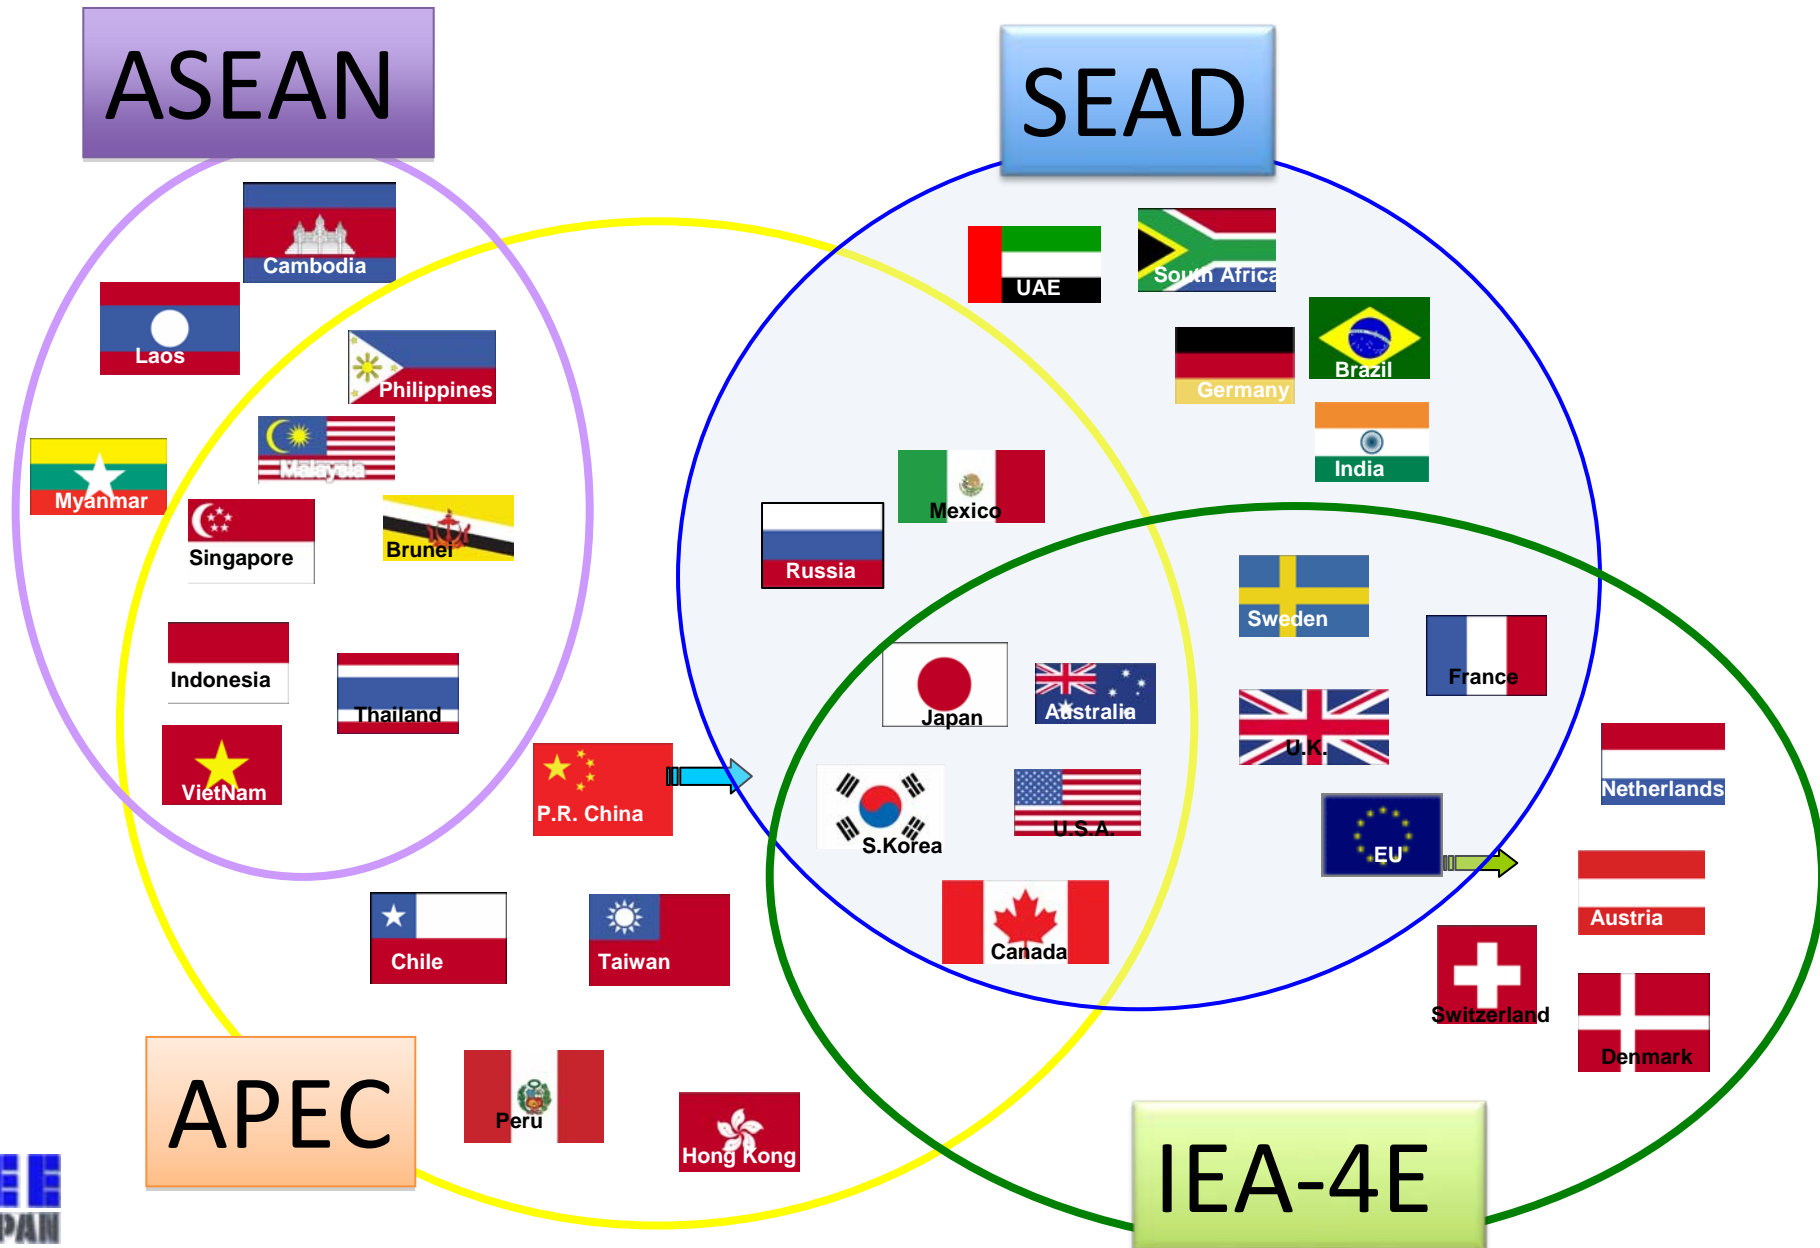 ASEAN
SEAD
Cambodia
UAE
South Africa
Laos
Philippines
Germany
Brazil
Malaysia
India
Myanmar
Singapore
Brunei
Mexico
Russia
Sweden
Indonesia
Thailand
Japan
Australia
France
U.K.
VietNam
P.R. China
S.Korea
U.S.A.
Netherlands
EU
Chile
Taiwan
Canada
Austria
Switzerland
Denmark
APEC
Peru
Hong Kong
IEA-4E